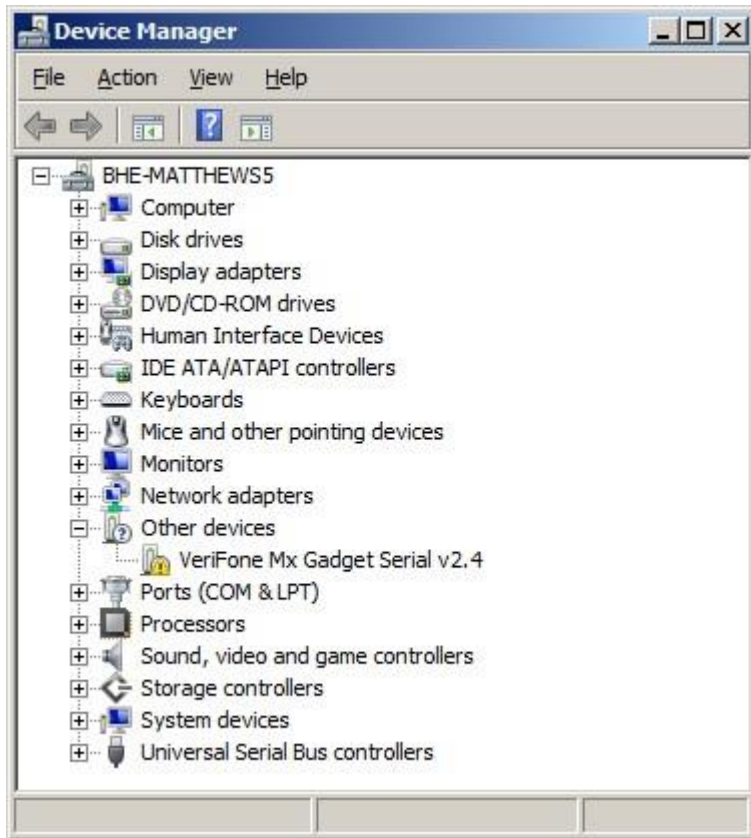 Device Manager
File Action View Help
BHE-MATTHEWS5
Computer
Disk drives
Display adapters
DVD/CD-ROM drives
Human Interface Devices
IDE ATA/ATAPI controllers
Keyboards
Mice and other pointing devices
Monitors
Network adapters
Other devices
VeriFone Mx Gadget Serial v2.4
Ports (COM & LPT)
Processors
Sound, video and game controllers
Storage controllers
System devices
Universal Serial Bus controllers